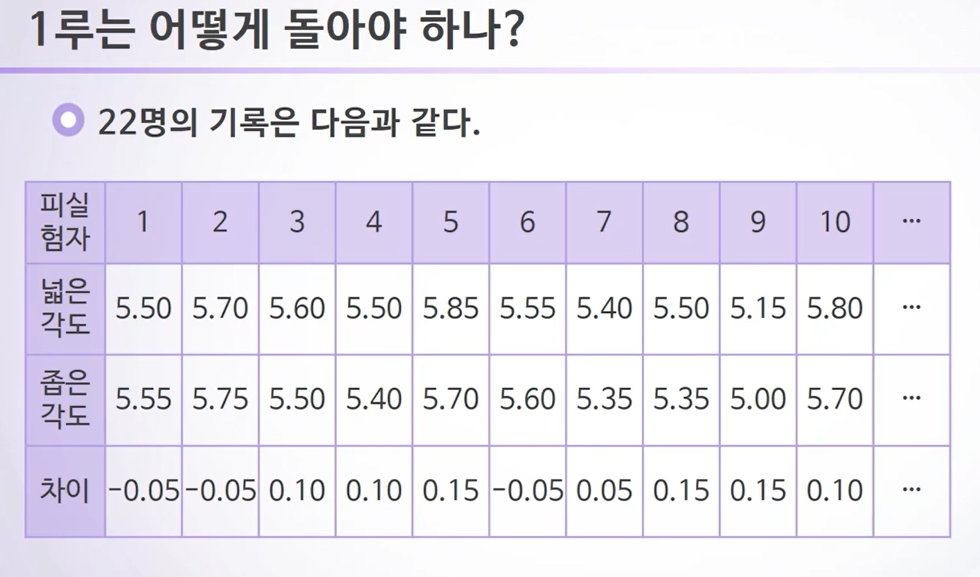 1루는 어떻게 돌아야 하나?
22명의 기록은 다음과 같다.
피실험자 1 2 3 4 5 6 7 8 9 10 ···
넓은 각도 5.50 5.70 5.60 5.50 5.85 5.55 5.40 5.50 5.15 5.80 ···
좁은 각도 5.55 5.75 5.50 5.40 5.70 5.60 5.35 5.35 5.00 5.70 ···
차이 -0.05 -0.05 0.10 0.10 0.15 -0.05 0.05 0.15 0.15 0.10 ···